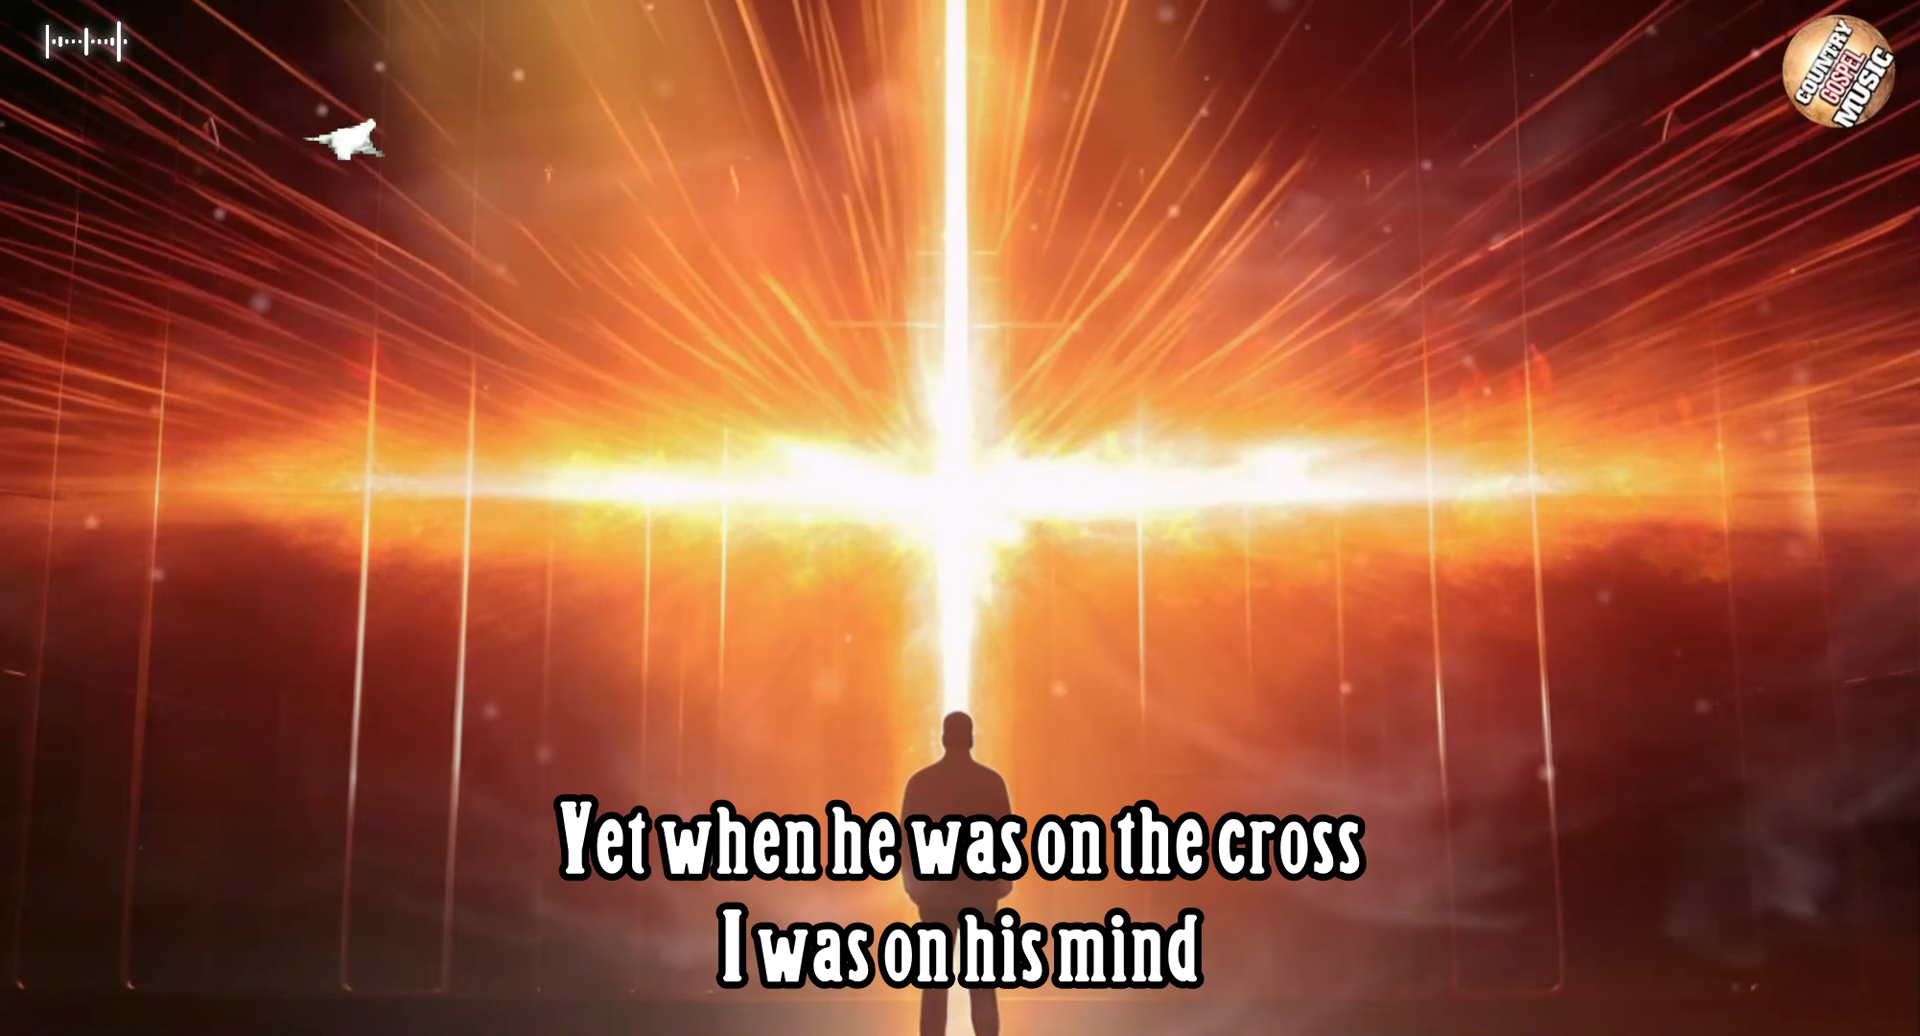 COUNTRY
GOSPEL
MUSIC
Yet when he was on the cross
I was on his mind